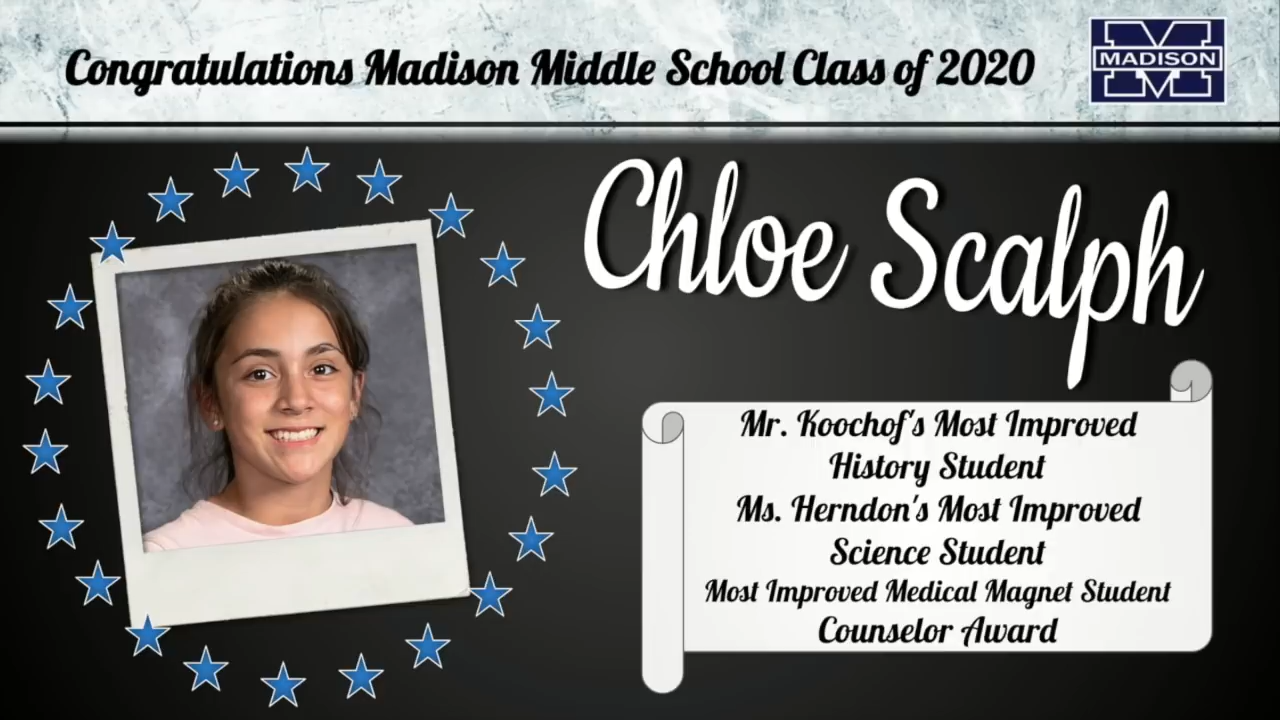 Congratulations Madison Middle School Class of 2020
MADISON
Chloe Scalph
Mr. Koochof's Most Improved
History Student
Ms. Herndon's Most Improved
Science Student
Most Improved Medical Magnet Student
Counselor Award